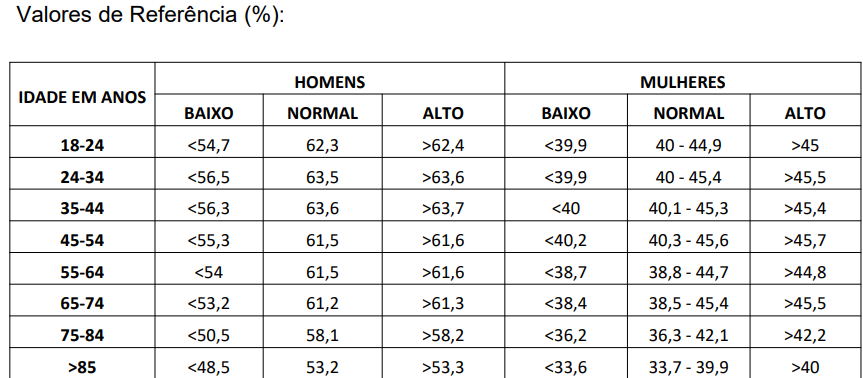 Valores de Referência (%):
IDADE EM ANOS HOMENS MULHERES
BAIXO NORMAL ALTO BAIXO NORMAL ALTO
18-24 <54,7 62,3 >62,4 <39,9 40 - 44,9 >45
24-34 <56,5 63,5 >63,6 <39,9 40 - 45,4 >45,5
35-44 <56,3 63,6 >63,7 <40 40,1 - 45,3 >45,4
45-54 <55,3 61,5 >61,6 <40,2 40,3 - 45,6 >45,7
55-64 <54 61,5 >61,6 <38,7 38,8 - 44,7 >44,8
65-74 <53,2 61,2 >61,3 <38,4 38,5 - 45,4 >45,5
75-84 <50,5 58,1 >58,2 <36,2 36,3 - 42,1 >42,2
>85 <48,5 53,2 >53,3 <33,6 33,7 - 39,9 >40